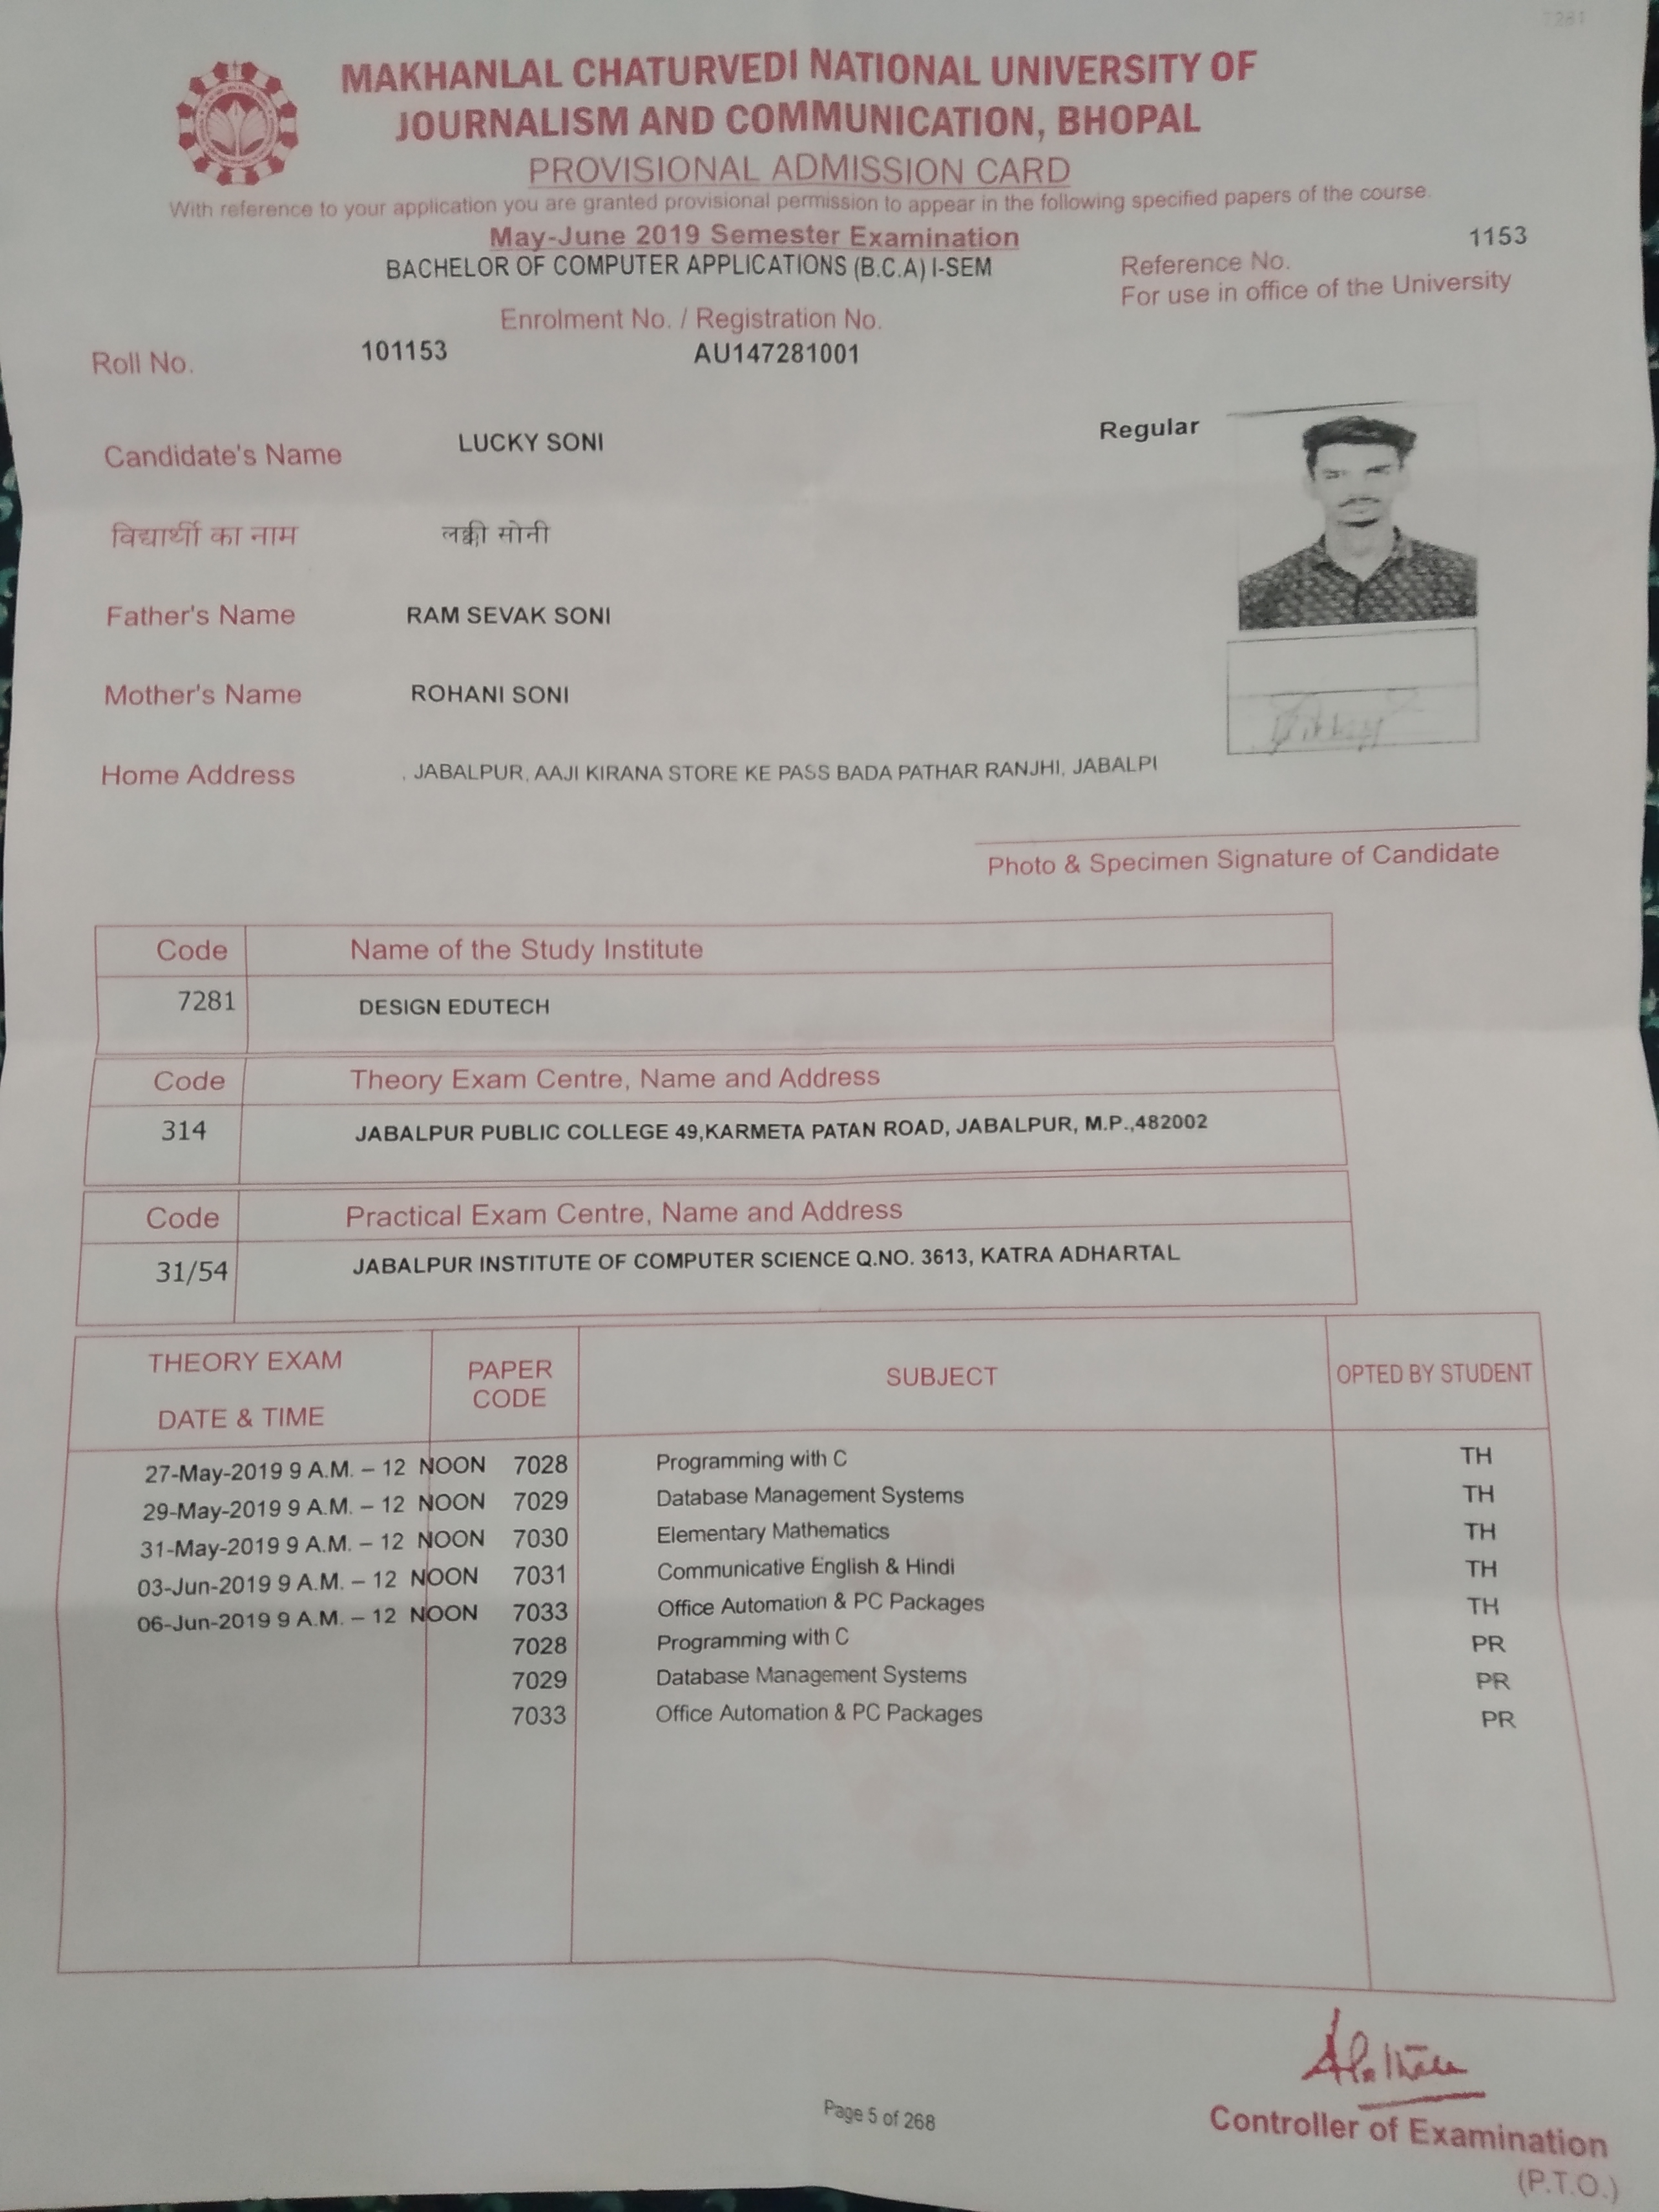 7281
MAKHANLAL CHATURVEDI NATIONAL UNIVERSITY OF
JOURNALISM AND COMMUNICATION, BHOPAL
PROVISIONAL ADMISSION CARD
With reference to your application you are granted provisional permission to appear in the following specified papers of the course.
May-June 2019 Semester Examination
1153
BACHELOR OF COMPUTER APPLICATIONS (B.C.A) I-SEM
Reference No.
For use in office of the University
Enrolment No. / Registration No.
Roll No. 101153 AU147281001
Candidate's Name LUCKY SONI Regular
विद्यार्थी का नाम लक्की सोनी
Father's Name RAM SEVAK SONI
Mother's Name ROHANI SONI
Home Address . JABALPUR, AAJI KIRANA STORE KE PASS BADA PATHAR RANJHI, JABALPI
Photo & Specimen Signature of Candidate
Code Name of the Study Institute
7281 DESIGN EDUTECH
Code Theory Exam Centre, Name and Address
314 JABALPUR PUBLIC COLLEGE 49,KARMETA PATAN ROAD, JABALPUR, M.P.,482002
Code Practical Exam Centre, Name and Address
31/54 JABALPUR INSTITUTE OF COMPUTER SCIENCE Q.NO. 3613, KATRA ADHARTAL
THEORY EXAM
DATE & TIME
PAPER
CODE
SUBJECT
OPTED BY STUDENT
27-May-2019 9 A.M. – 12 NOON 7028 Programming with C TH
29-May-2019 9 A.M. – 12 NOON 7029 Database Management Systems TH
31-May-2019 9 A.M. – 12 NOON 7030 Elementary Mathematics TH
03-Jun-2019 9 A.M. – 12 NOON 7031 Communicative English & Hindi TH
06-Jun-2019 9 A.M. – 12 NOON 7033 Office Automation & PC Packages TH
7028 Programming with C PR
7029 Database Management Systems PR
7033 Office Automation & PC Packages PR
Page 5 of 268
Controller of Examination
(P.T.O.)